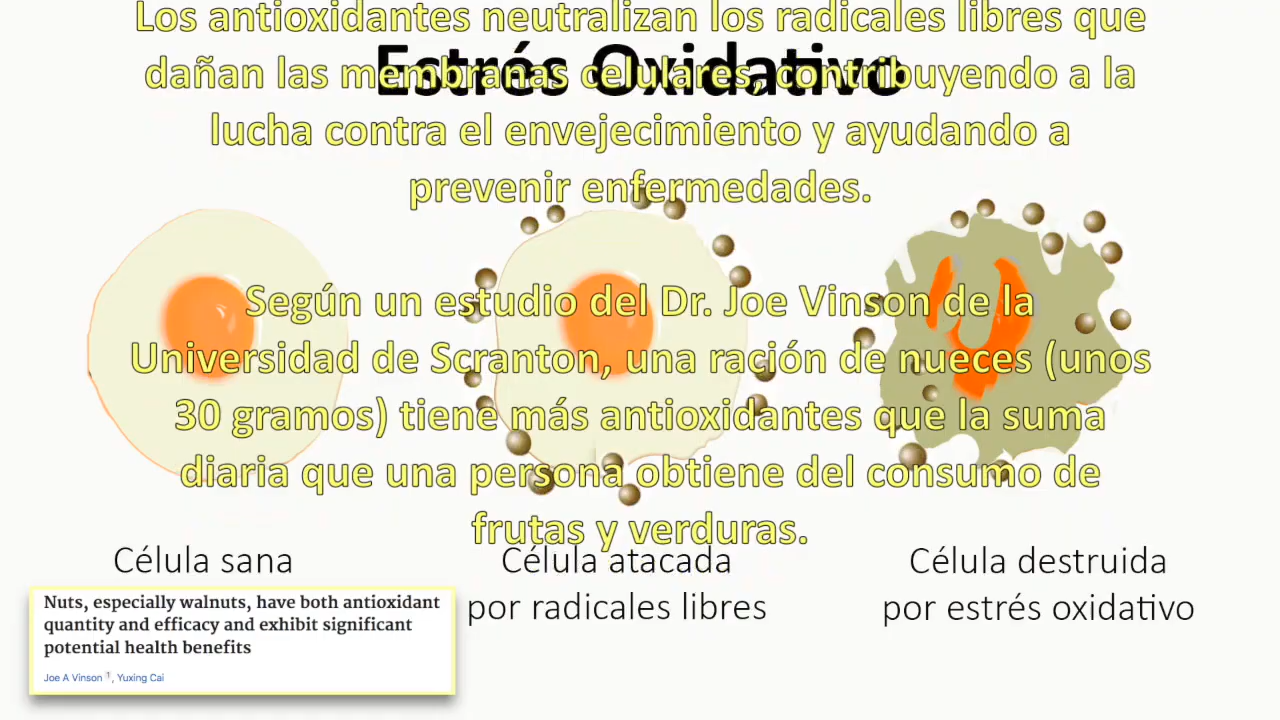 Los antioxidantes neutralizan los radicales libres que
Estrés Oxidativo
dañan las membranas celulares, contribuyendo a la
lucha contra el envejecimiento y ayudando a
prevenir enfermedades.
Según un estudio del Dr. Joe Vinson de la
Universidad de Scranton, una ración de nueces (unos
30 gramos) tiene más antioxidantes que la suma
diaria que una persona obtiene del consumo de
frutas y verduras.
Célula sana
Célula atacada
por radicales libres
Célula destruida
por estrés oxidativo
Nuts, especially walnuts, have both antioxidant
quantity and efficacy and exhibit significant
potential health benefits
Joe A Vinson 1, Yuxing Cai